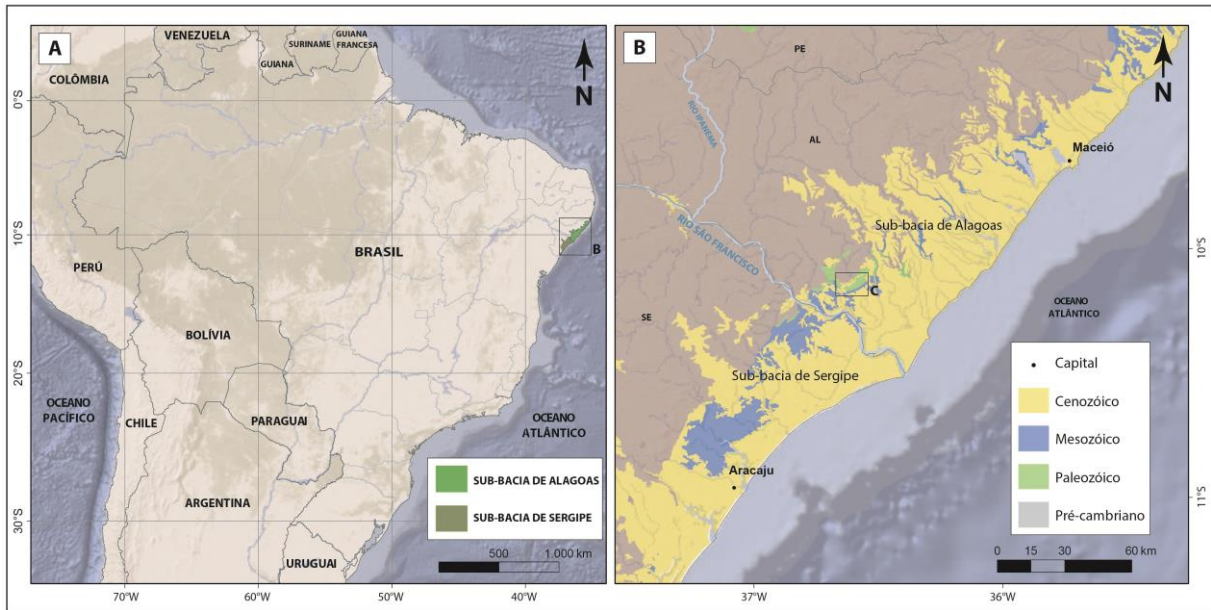 A
VENEZUELA
GUIANA
FRANCESA
SURINAME
GUIANA
COLÔMBIA
N
0°S
10°S
20°S
30°S
BRASIL
B
PERÚ
BOLÍVIA
OCEANO
PACÍFICO
CHILE
PARAGUAI
OCEANO
ATLÂNTICO
ARGENTINA
URUGUAI
SUB-BACIA DE ALAGOAS
SUB-BACIA DE SERGIPE
500 1.000 km
70°W 60°W 50°W 40°W
B
PE
N
RIO IPANEMA
AL
Maceió
Sub-bacia de Alagoas
RIO SÃO FRANCISCO
10°S
C
SE
OCEANO
ATLÂNTICO
Sub-bacia de Sergipe
Aracaju
Capital
Cenozóico
Mesozóico
Paleozóico
Pré-cambriano
11°S
0 15 30 60 km
37°W 36°W